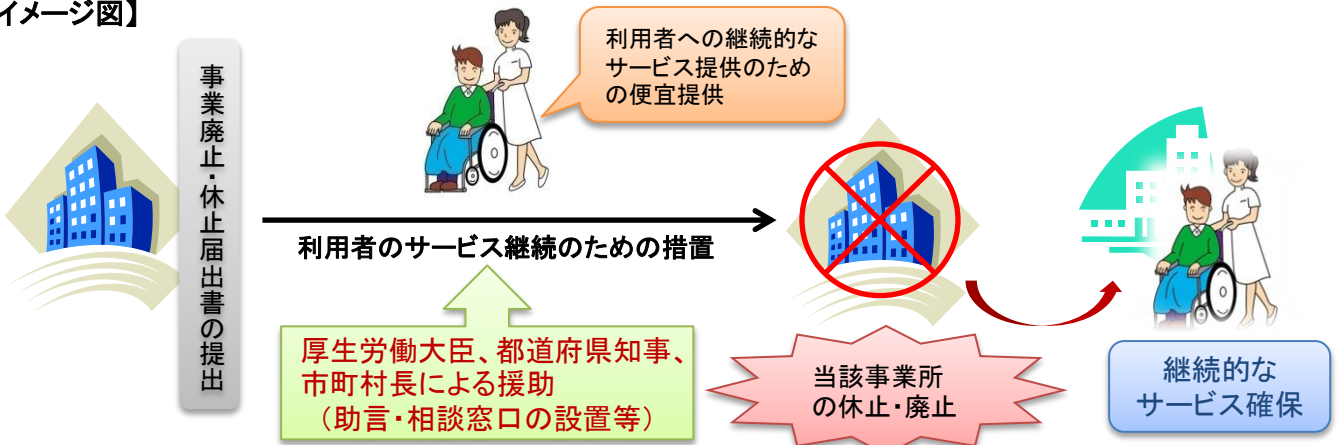 イメージ図】
事業廃止・休止届出書の提出
利用者への継続的な
サービス提供のため
の便宜提供
利用者のサービス継続のための措置
厚生労働大臣、都道府県知事、
市町村長による援助
（助言・相談窓口の設置等）
当該事業所
の休止・廃止
継続的な
サービス確保